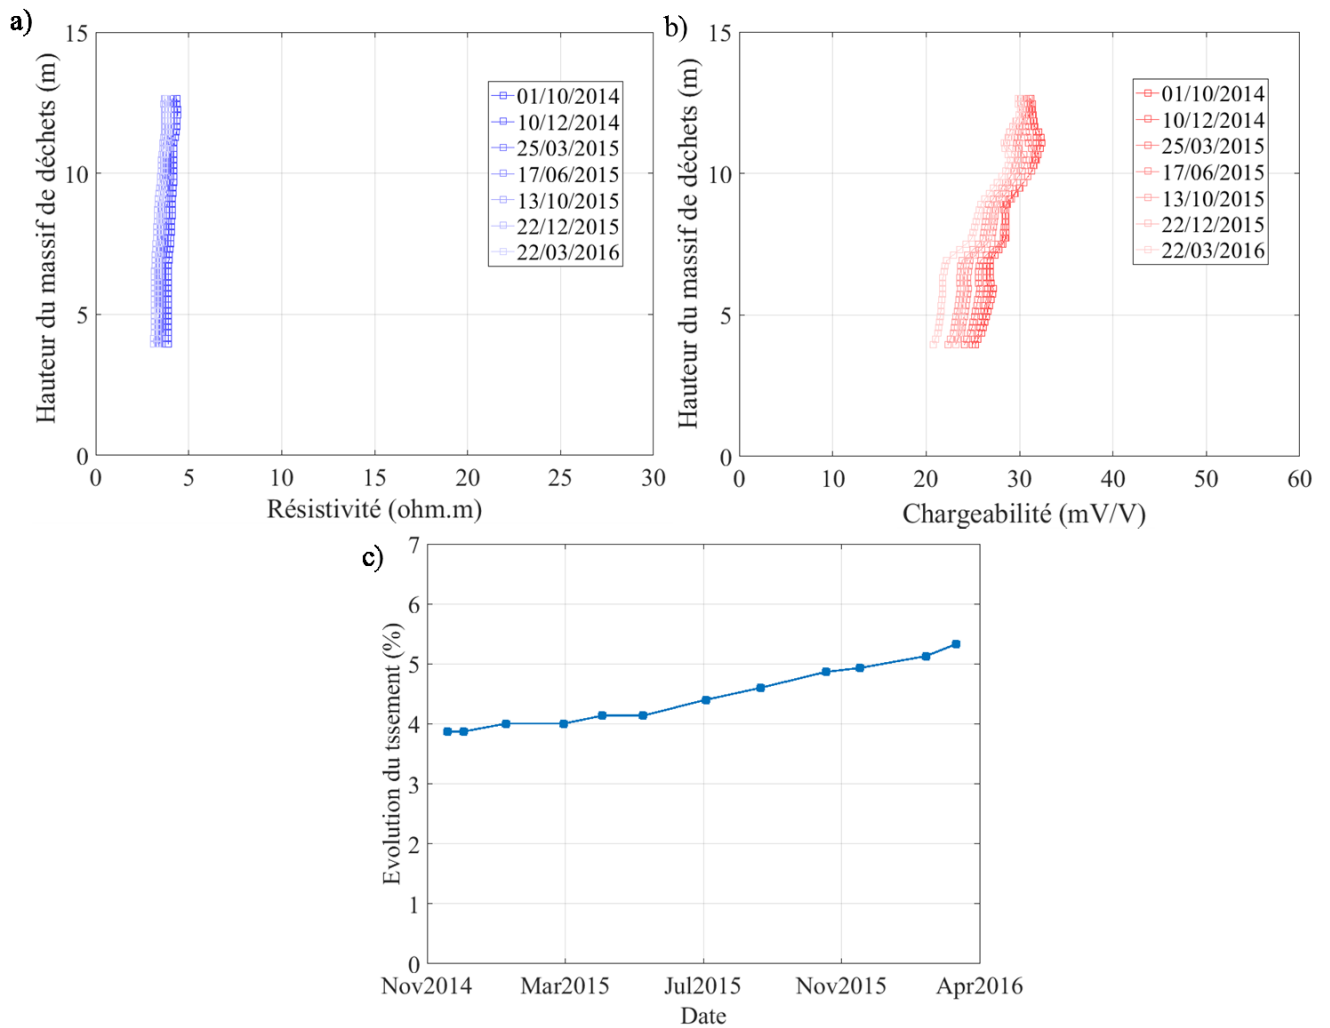 a)
15
10
5
0
Hauteur du massif de déchets (m)
01/10/2014
10/12/2014
25/03/2015
17/06/2015
13/10/2015
22/12/2015
22/03/2016
0 5 10 15 20 25 30
Résistivité (ohm.m)
b)
15
10
5
0
Hauteur du massif de déchets (m)
01/10/2014
10/12/2014
25/03/2015
17/06/2015
13/10/2015
22/12/2015
22/03/2016
0 10 20 30 40 50 60
Chargeabilité (mV/V)
c)
7
6
5
4
3
2
1
0
Evolution du tssement (%)
Nov2014 Mar2015 Jul2015 Nov2015 Apr2016
Date